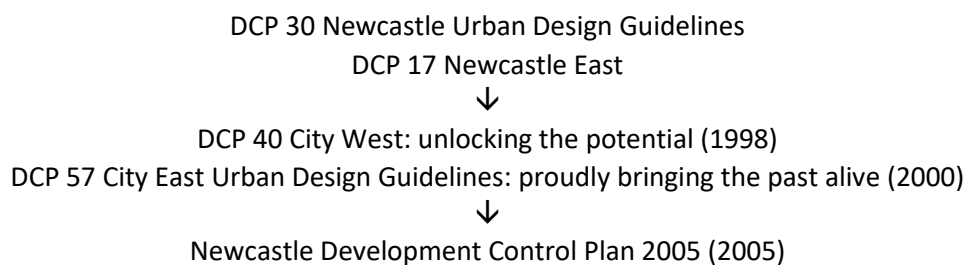 DCP 30 Newcastle Urban Design Guidelines
DCP 17 Newcastle East
↓
DCP 40 City West: unlocking the potential (1998)
DCP 57 City East Urban Design Guidelines: proudly bringing the past alive (2000)
↓
Newcastle Development Control Plan 2005 (2005)